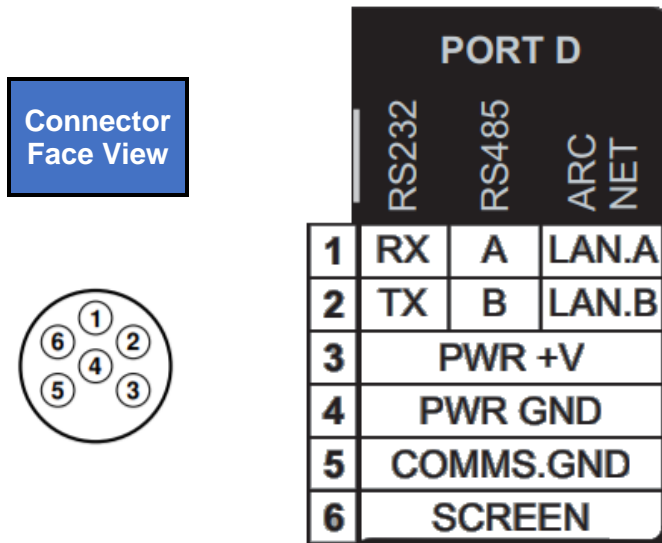 Connector
Face View
PORT D
RS232 RS485 ARC NET
1 RX A LAN.A
2 TX B LAN.B
3 PWR +V
4 PWR GND
5 COMMS.GND
6 SCREEN
1
6 2
4
5 3